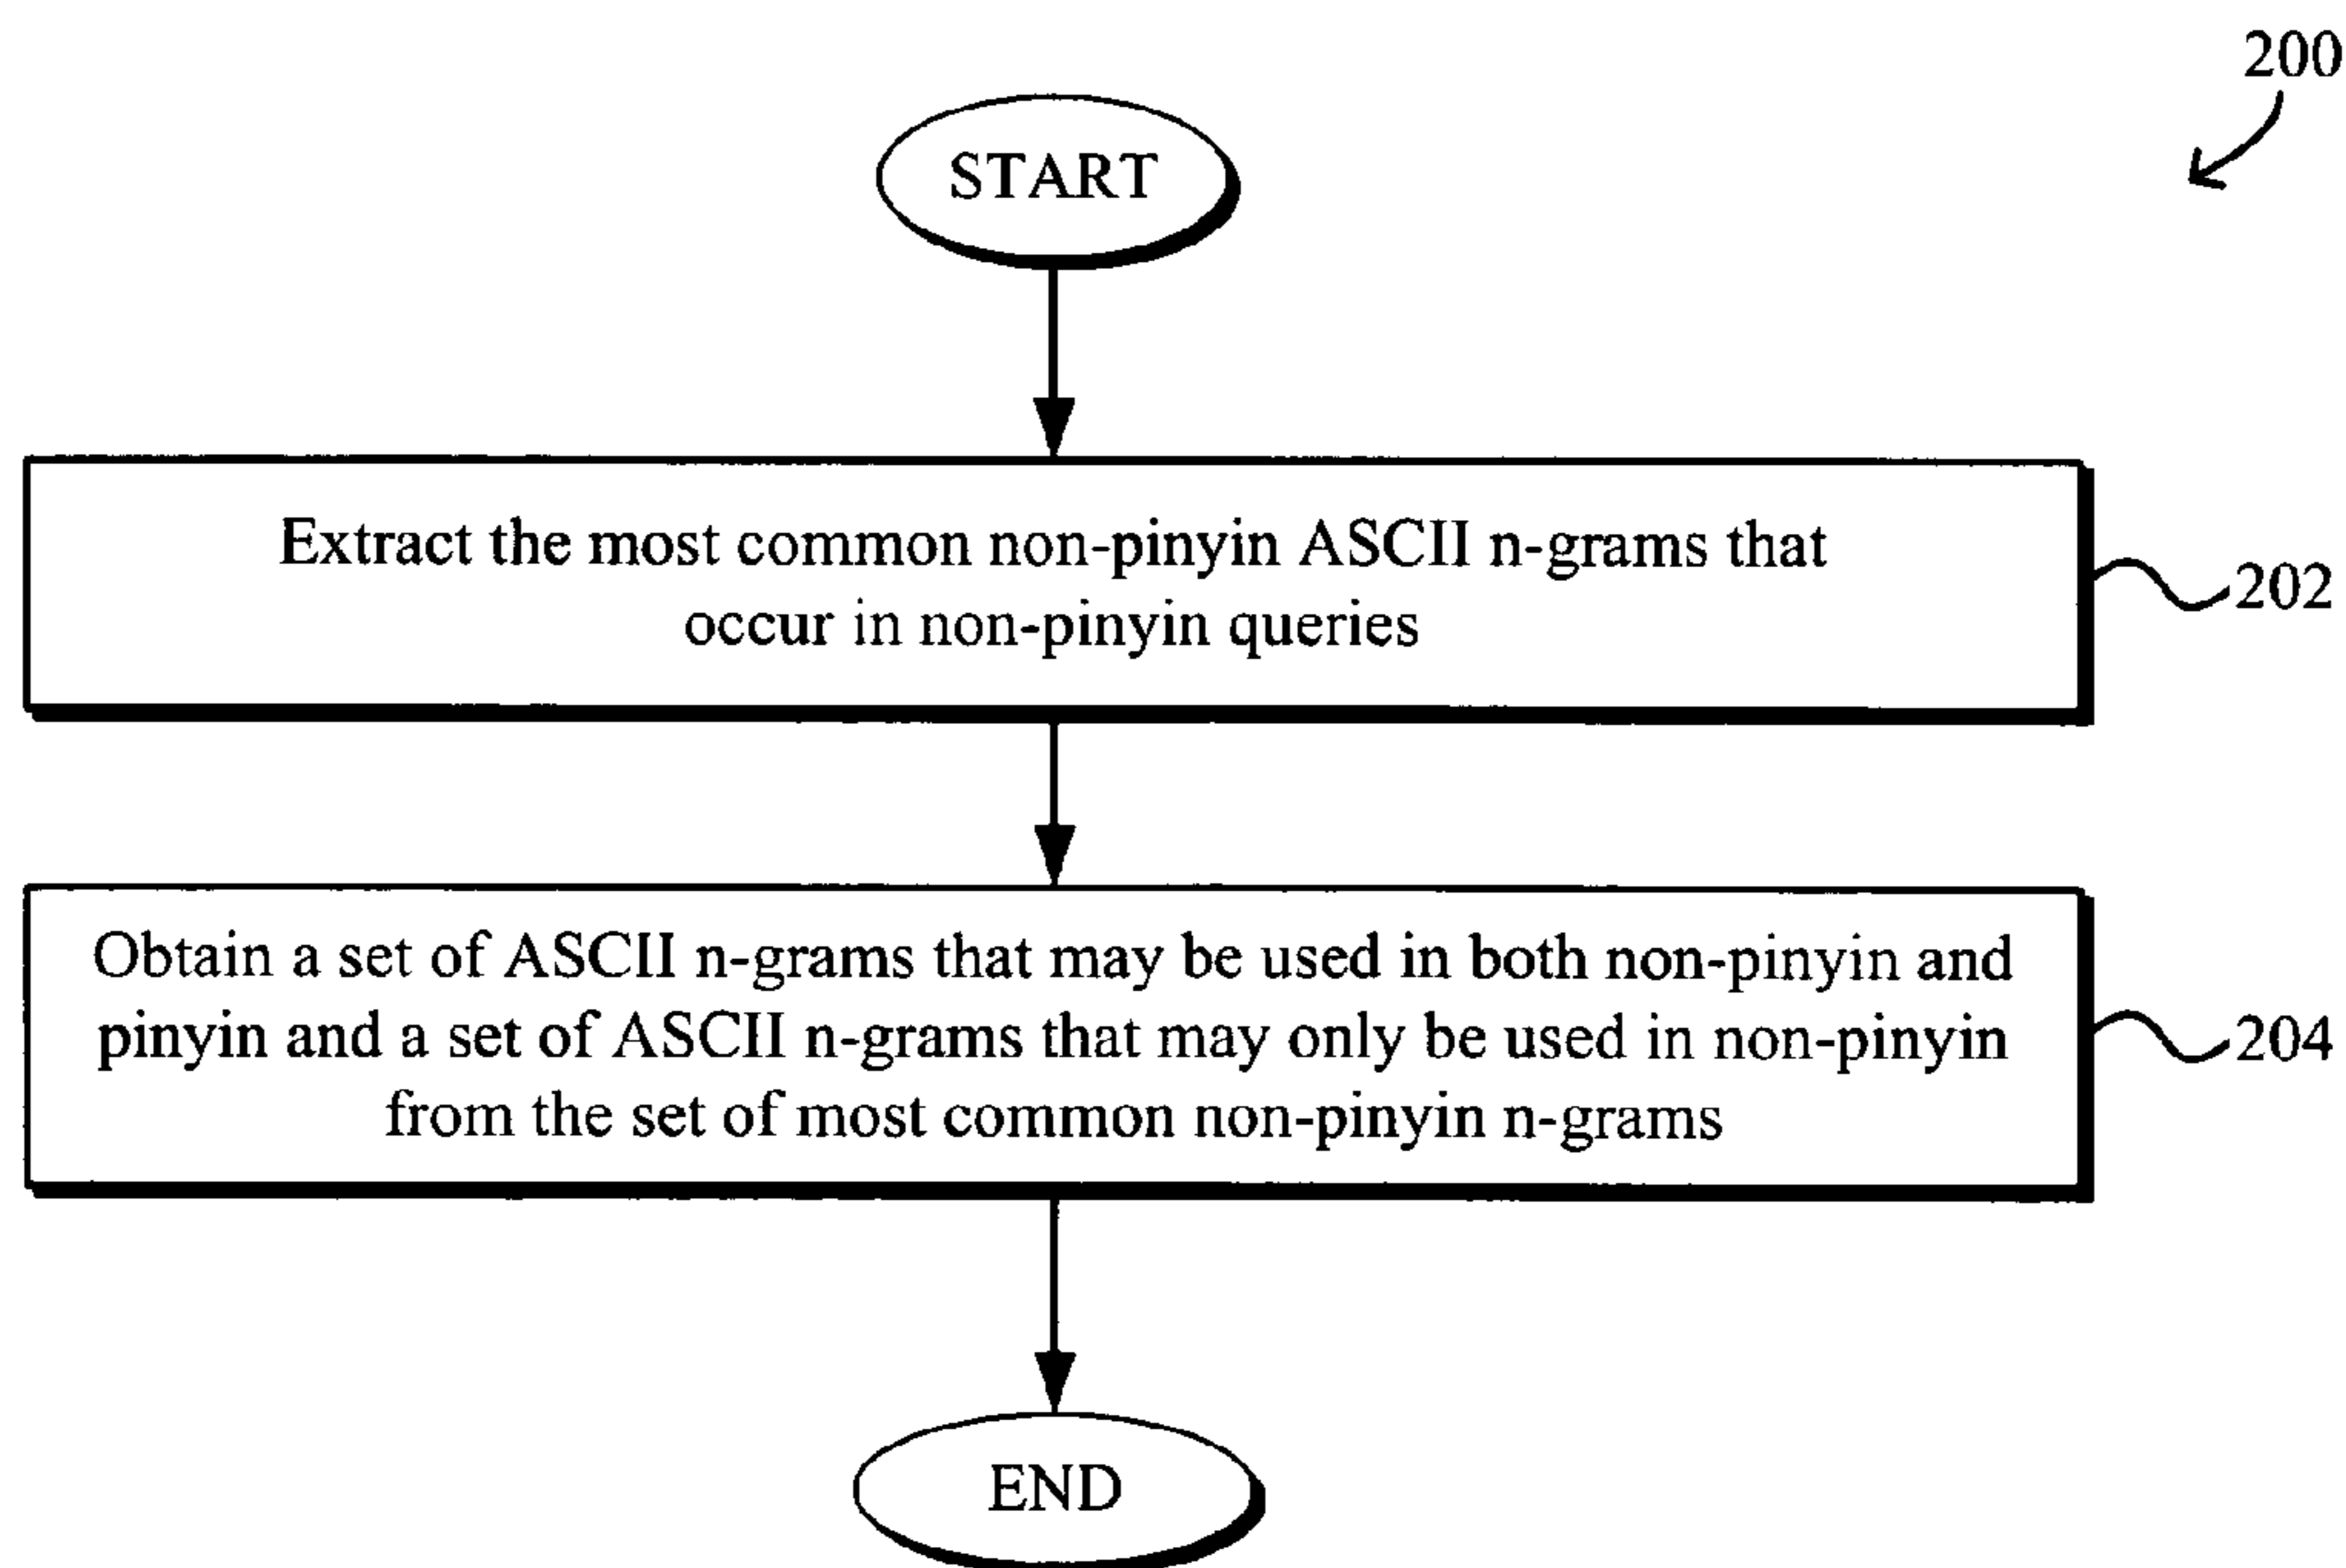 200
START
Extract the most common non-pinyin ASCII n-grams that
occur in non-pinyin queries
202
Obtain a set of ASCII n-grams that may be used in both non-pinyin and
pinyin and a set of ASCII n-grams that may only be used in non-pinyin
from the set of most common non-pinyin n-grams
204
END